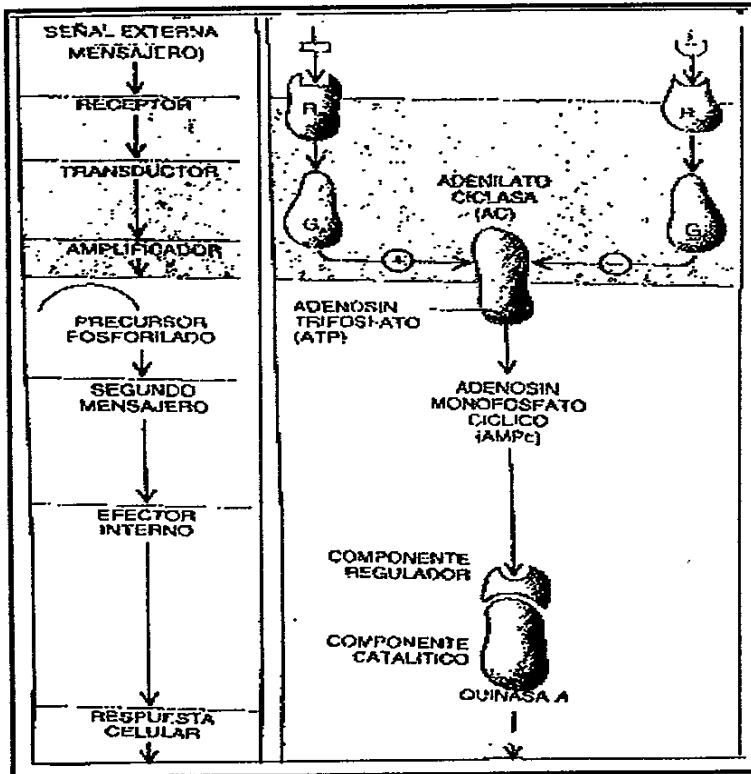 SEÑAL EXTERNA
MENSAJERO)
RECEPTOR
TRANSDUCTOR
AMPLIFICADOR
PRECURSOR
FOSFORILADO
SEGUNDO
MENSAJERO
EFECTOR
INTERNO
RESPUESTA
CELULAR
R
R
G
G
ADENILATO
CICLASA
(AC)
+
−
ADENOSIN
TRIFOSFATO
(ATP)
ADENOSIN
MONOFOSFATO
CICLICO
(AMPc)
COMPONENTE
REGULADOR
COMPONENTE
CATALITICO
QUINASA A